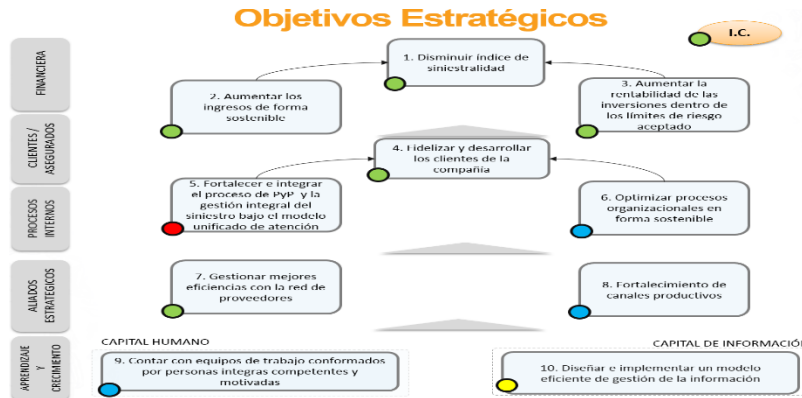 Objetivos Estratégicos
I.C.
FINANCIERA
1. Disminuir índice de
siniestralidad
2. Aumentar los
ingresos de forma
sostenible
3. Aumentar la
rentabilidad de las
inversiones dentro de
los límites de riesgo
aceptado
CLIENTES /
ASEGURADOS
4. Fidelizar y desarrollar
los clientes de la
compañía
PROCESOS
INTERNOS
5. Fortalecer e integrar
el proceso de PyP y la
gestión integral del
siniestro bajo el modelo
unificado de atención
6. Optimizar procesos
organizacionales en
forma sostenible
ALIADOS
ESTRATEGICOS
7. Gestionar mejores
eficiencias con la red de
proveedores
8. Fortalecimiento de
canales productivos
CAPITAL HUMANO
CAPITAL DE INFORMACIÓN
APRENDIZAJE
Y
CRECIMIENTO
9. Contar con equipos de trabajo conformados
por personas integras competentes y
motivadas
10. Diseñar e implementar un modelo
eficiente de gestión de la información